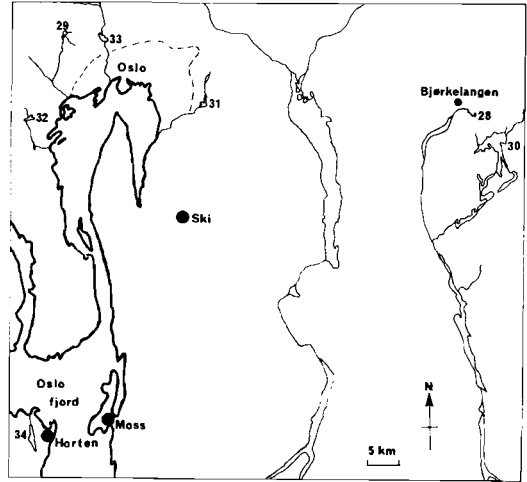 29
33
Oslo
31
32
Bjørkelangen
28
30
Ski
Oslo
fjord
Moss
34
Horten
N
5 km